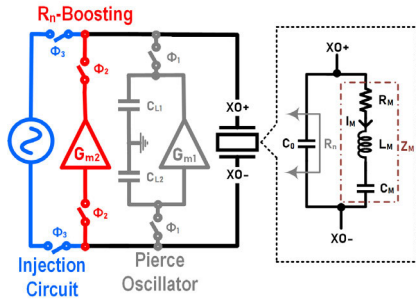 Rn-Boosting
Φ3
Φ2
Φ1
CL1
Gm2
Gm1
CL2
Φ2
Φ1
Φ3
Injection
Circuit
Pierce
Oscillator
XO+
XO-
XO+
RM
IM
C0
Rn
LM
ZM
CM
XO-